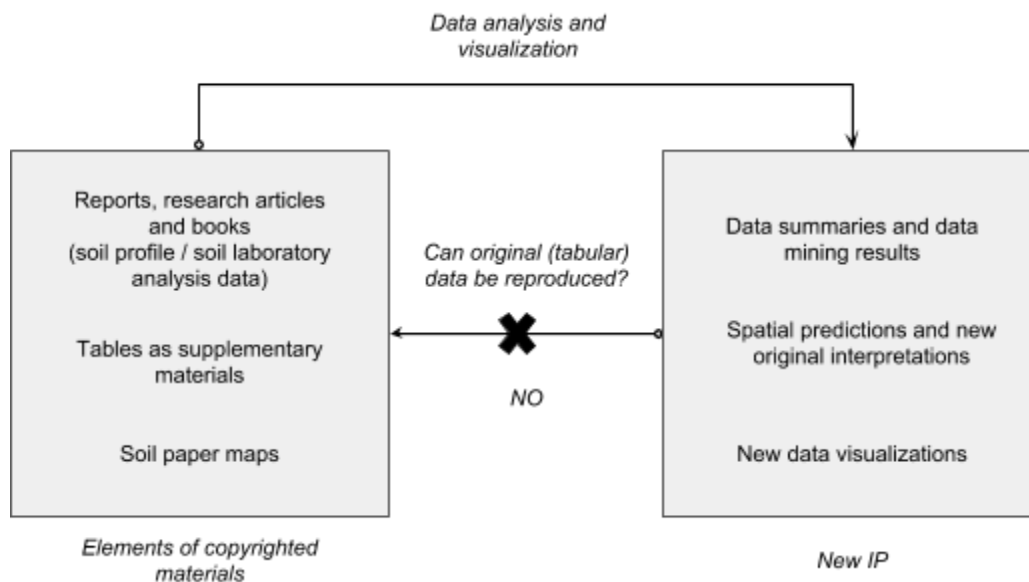 Data analysis and
visualization
Reports, research articles
and books
(soil profile / soil laboratory
analysis data)
Tables as supplementary
materials
Soil paper maps
Can original (tabular)
data be reproduced?
NO
Data summaries and data
mining results
Spatial predictions and new
original interpretations
New data visualizations
Elements of copyrighted
materials
New IP